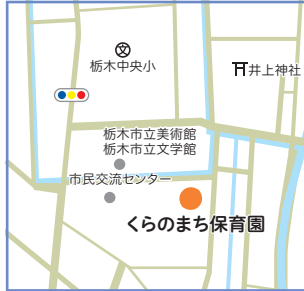 文
栃木中央小
井上神社
栃木市立美術館
栃木市立文学館
市民交流センター
くらのまち保育園